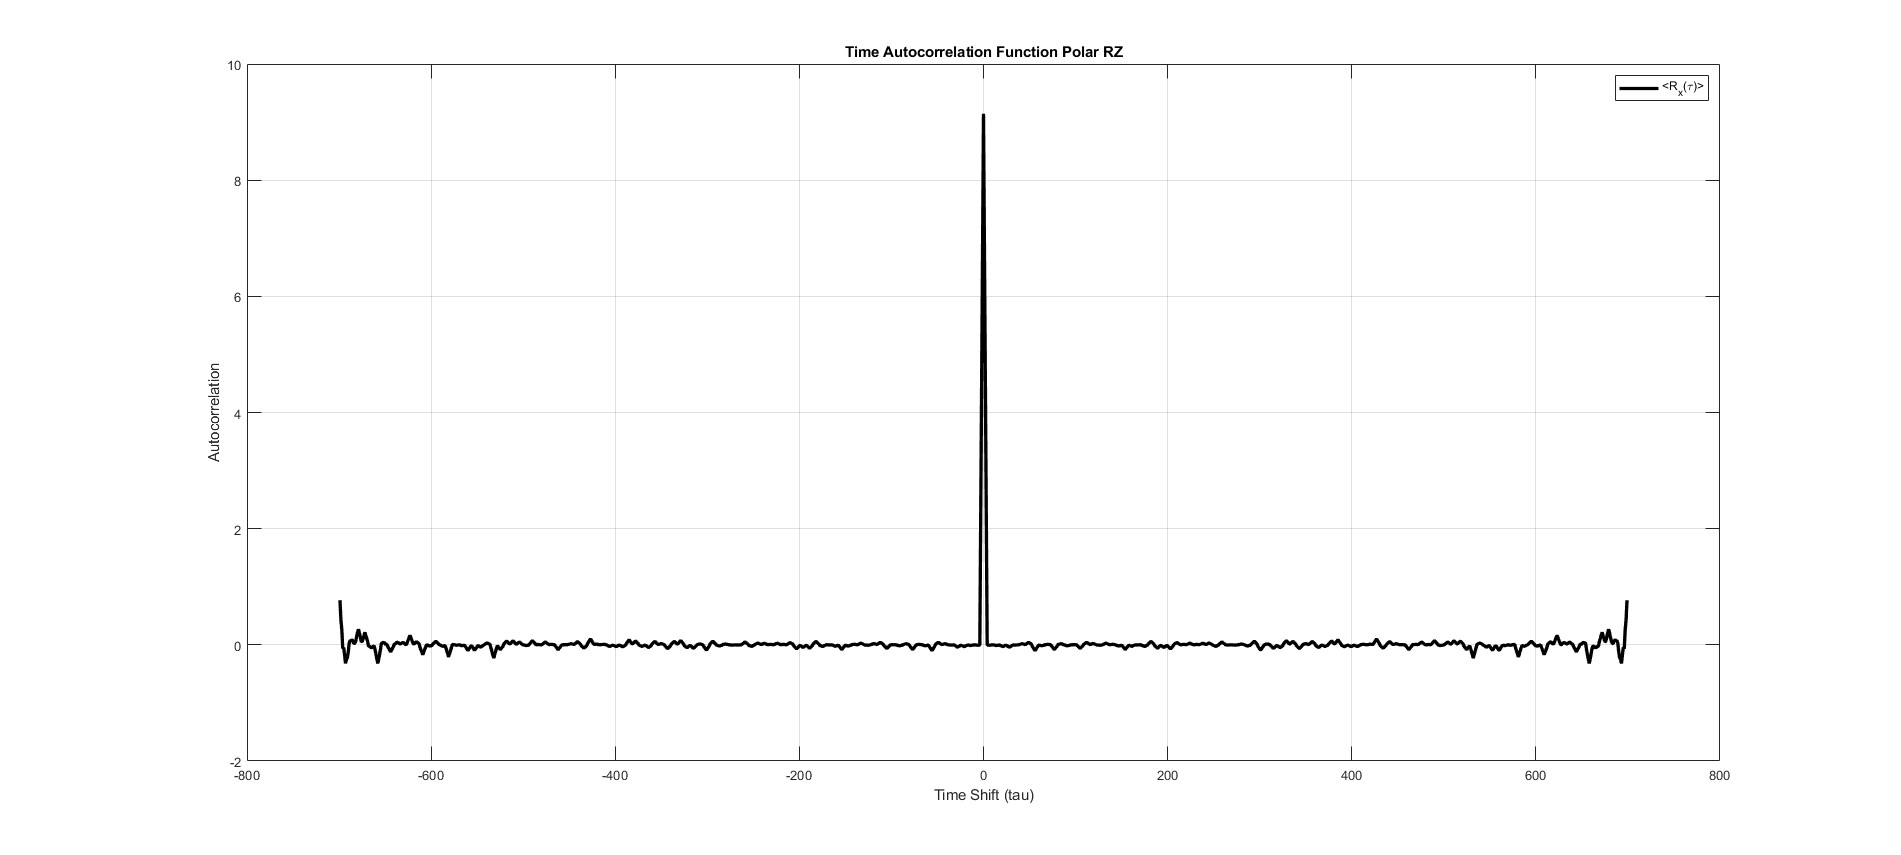 Time Autocorrelation Function Polar RZ
<Rx(τ)>
10
8
6
4
2
0
-2
Autocorrelation
-800 -600 -400 -200 0 200 400 600 800
Time Shift (tau)